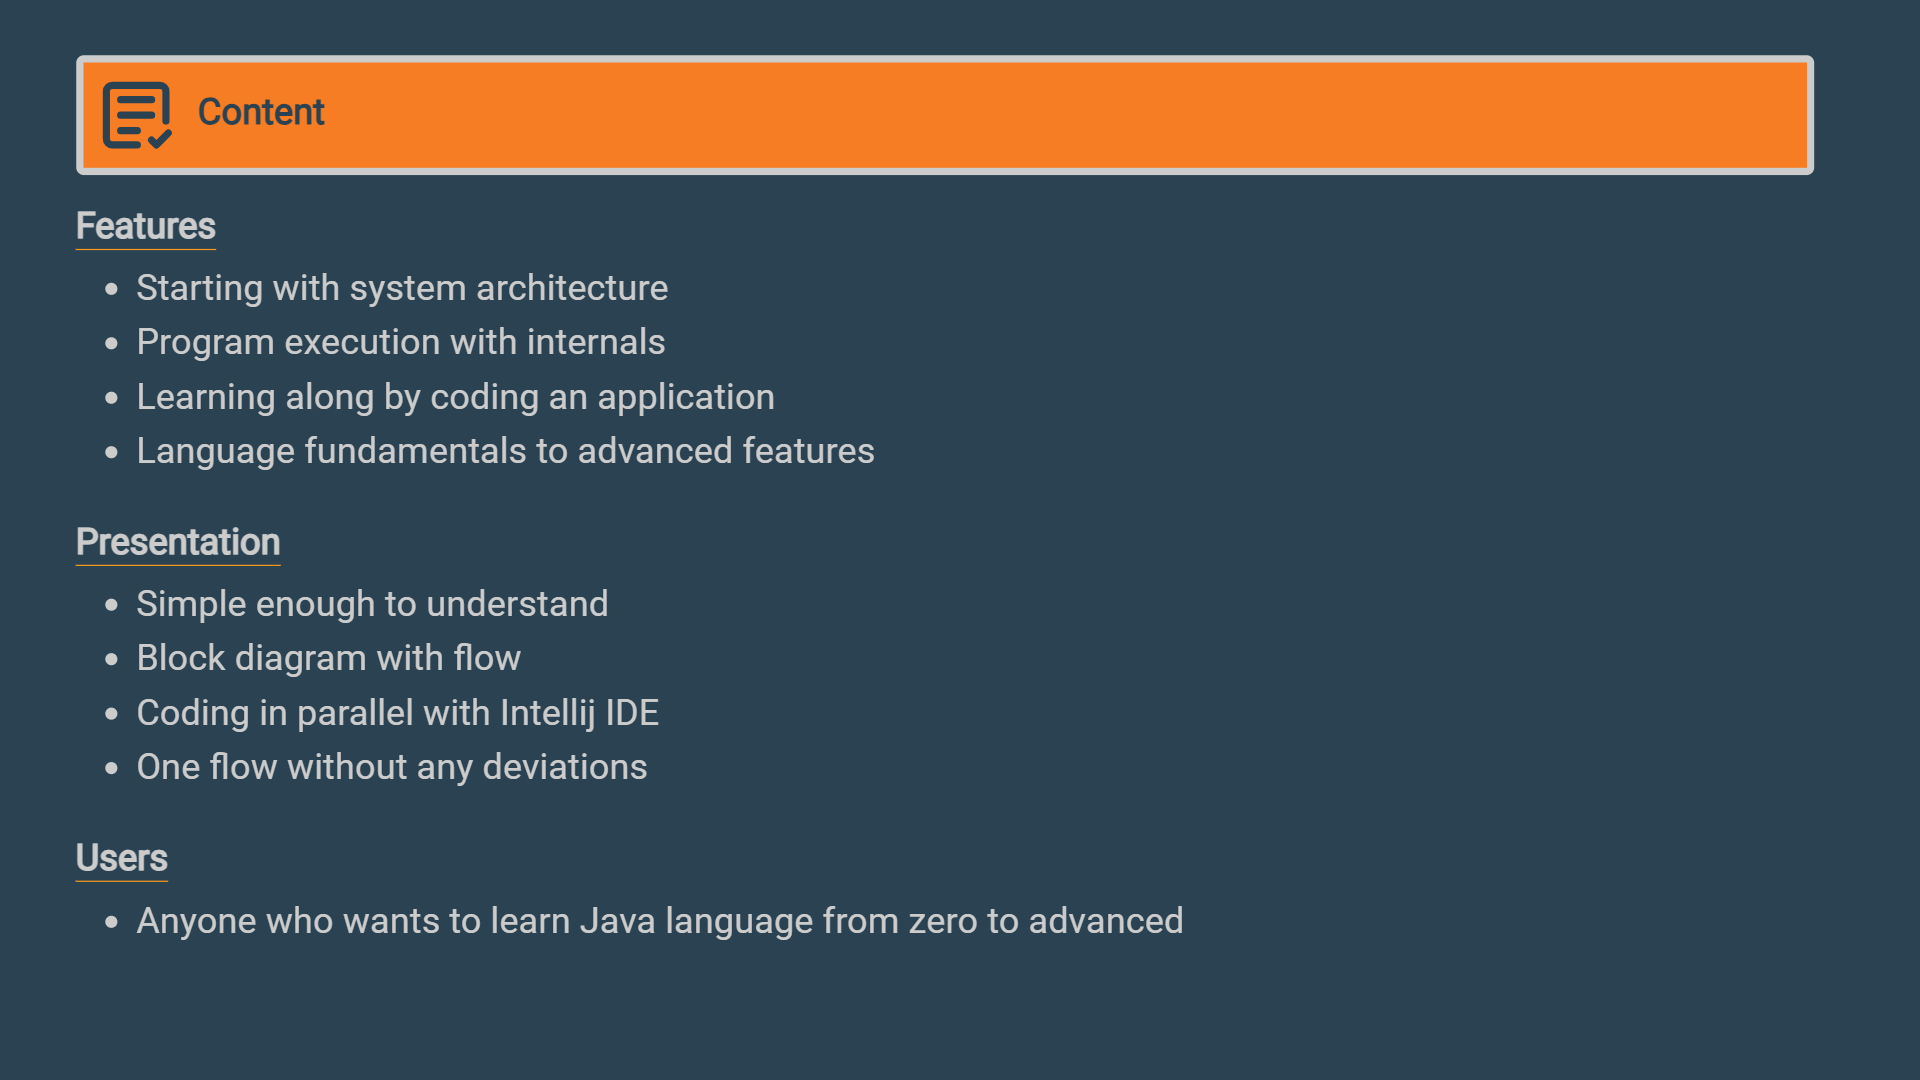 Content
Features
Starting with system architecture
Program execution with internals
Learning along by coding an application
Language fundamentals to advanced features
Presentation
Simple enough to understand
Block diagram with flow
Coding in parallel with Intellij IDE
One flow without any deviations
Users
Anyone who wants to learn Java language from zero to advanced